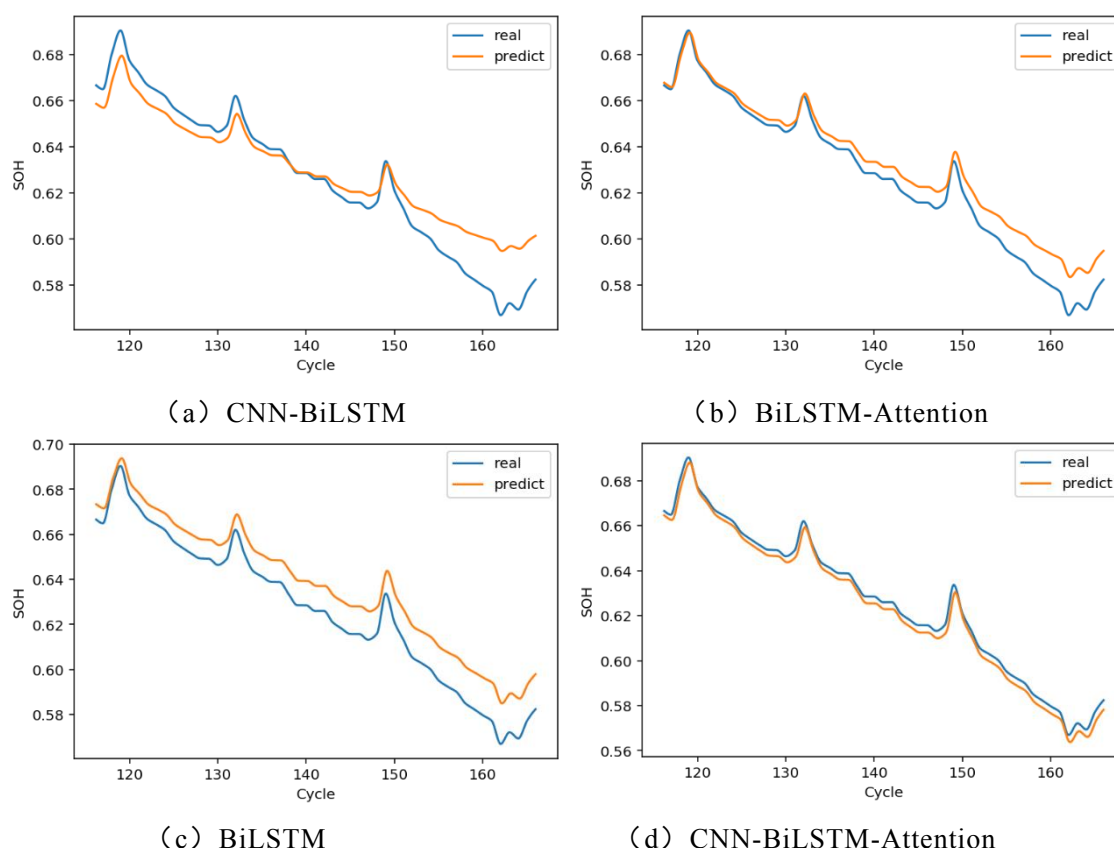 real
predict
0.68
0.66
0.64
0.62
0.60
0.58
SOH
120 130 140 150 160
Cycle
(a) CNN-BiLSTM
real
predict
0.68
0.66
0.64
0.62
0.60
0.58
SOH
120 130 140 150 160
Cycle
(b) BiLSTM-Attention
real
predict
0.70
0.68
0.66
0.64
0.62
0.60
0.58
SOH
120 130 140 150 160
Cycle
(c) BiLSTM
real
predict
0.68
0.66
0.64
0.62
0.60
0.58
0.56
SOH
120 130 140 150 160
Cycle
(d) CNN-BiLSTM-Attention